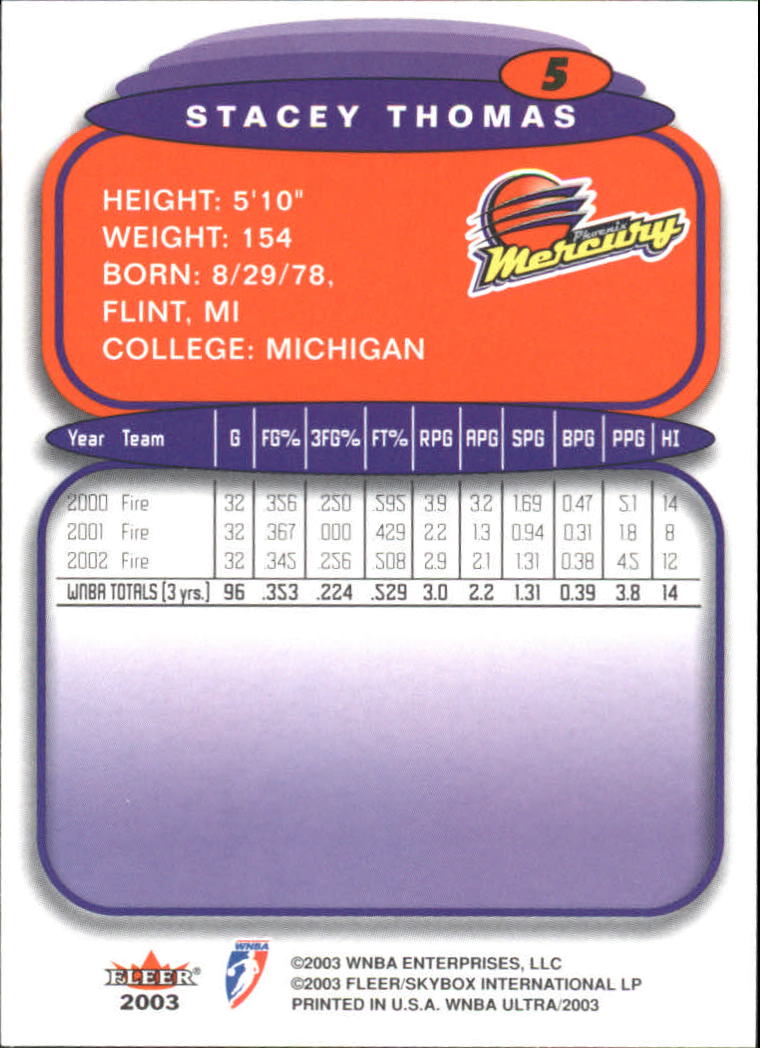 5
STACEY THOMAS
HEIGHT: 5'10"
WEIGHT: 154
BORN: 8/29/78,
FLINT, MI
COLLEGE: MICHIGAN
Phoenix
Mercury
Year Team G FG% 3FG% FT% RPG APG SPG BPG PPG HI
2000 Fire 32 .356 .250 .595 3.9 3.2 1.69 0.47 5.1 14
2001 Fire 32 .367 .000 .429 2.2 1.3 0.94 0.31 1.8 8
2002 Fire 32 .345 .256 .508 2.9 2.1 1.31 0.38 4.5 12
WNBA TOTALS (3 yrs.) 96 .353 .224 .529 3.0 2.2 1.31 0.39 3.8 14
FLEER®
2003
WNBA
©2003 WNBA ENTERPRISES, LLC
©2003 FLEER/SKYBOX INTERNATIONAL LP
PRINTED IN U.S.A. WNBA ULTRA/2003